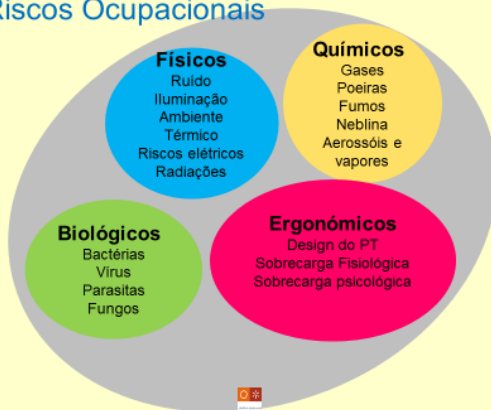 Riscos Ocupacionais
Físicos
Ruído
Iluminação
Ambiente
Térmico
Riscos elétricos
Radiações
Químicos
Gases
Poeiras
Fumos
Neblina
Aerossóis e
vapores
Biológicos
Bactérias
Virus
Parasitas
Fungos
Ergonómicos
Design do PT
Sobrecarga Fisiológica
Sobrecarga psicológica